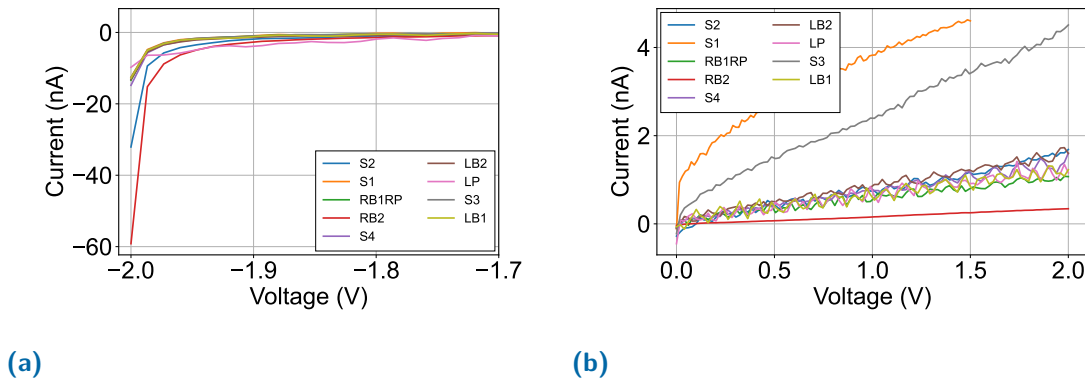 0
−20
−40
−60
Current (nA)
−2.0 −1.9 −1.8 −1.7
Voltage (V)
S2 LB2
S1 LP
RB1RP S3
RB2 LB1
S4
(a)
4
2
0
Current (nA)
0.0 0.5 1.0 1.5 2.0
Voltage (V)
S2 LB2
S1 LP
RB1RP S3
RB2 LB1
S4
(b)